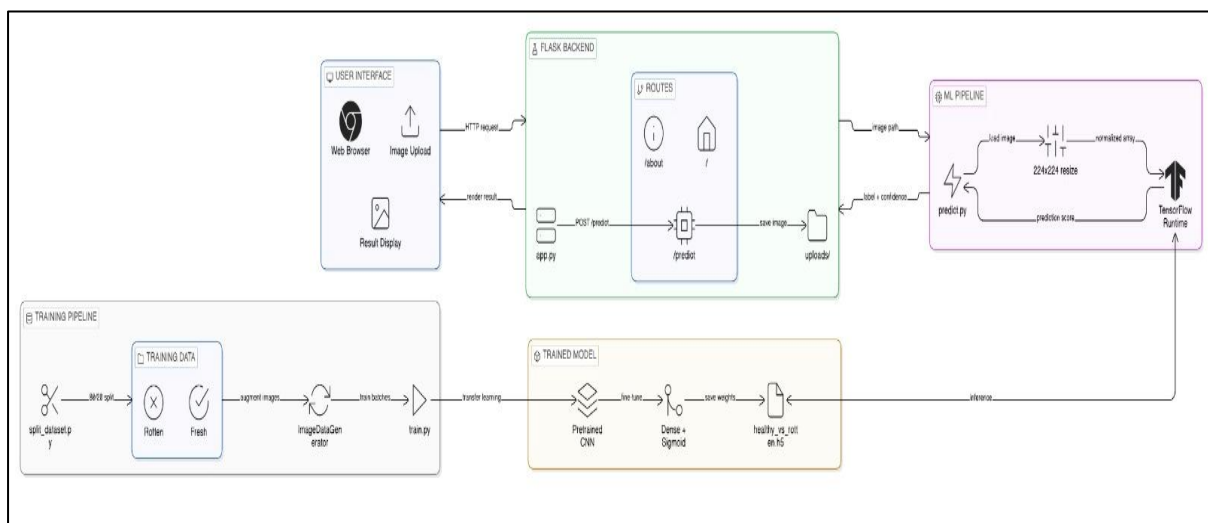 FLASK BACKEND
USER INTERFACE
ROUTES
ML PIPELINE
Web Browser
Image Upload
HTTP request
/about
/
image path
load image
224x224 resize
normalized array
render result
Result Display
label + confidence
predict.py
prediction score
TensorFlow
Runtime
app.py
POST /predict
/predict
save image
uploads/
TRAINING PIPELINE
TRAINING DATA
TRAINED MODEL
split_dataset.p
y
split
Rotten
Fresh
augment images
imageDataGen
erator
train batches
train.py
transfer learning
Pretrained
CNN
fine-tune
Dense +
Sigmoid
save weights
healthy_vs_rott
en.h5
inference